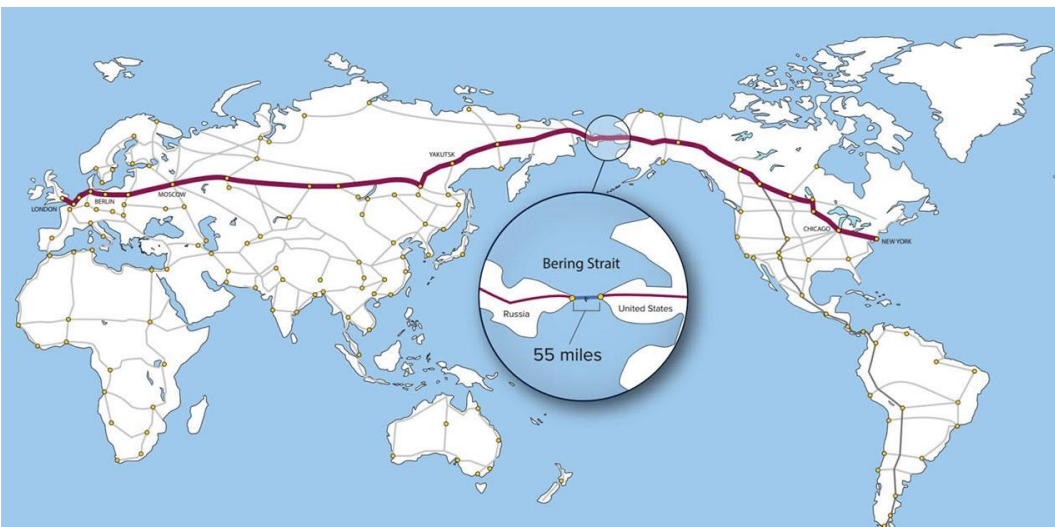 LONDON
BERLIN
MOSCOW
YAKUTSK
CHICAGO
NEW YORK
Bering Strait
Russia
United States
55 miles